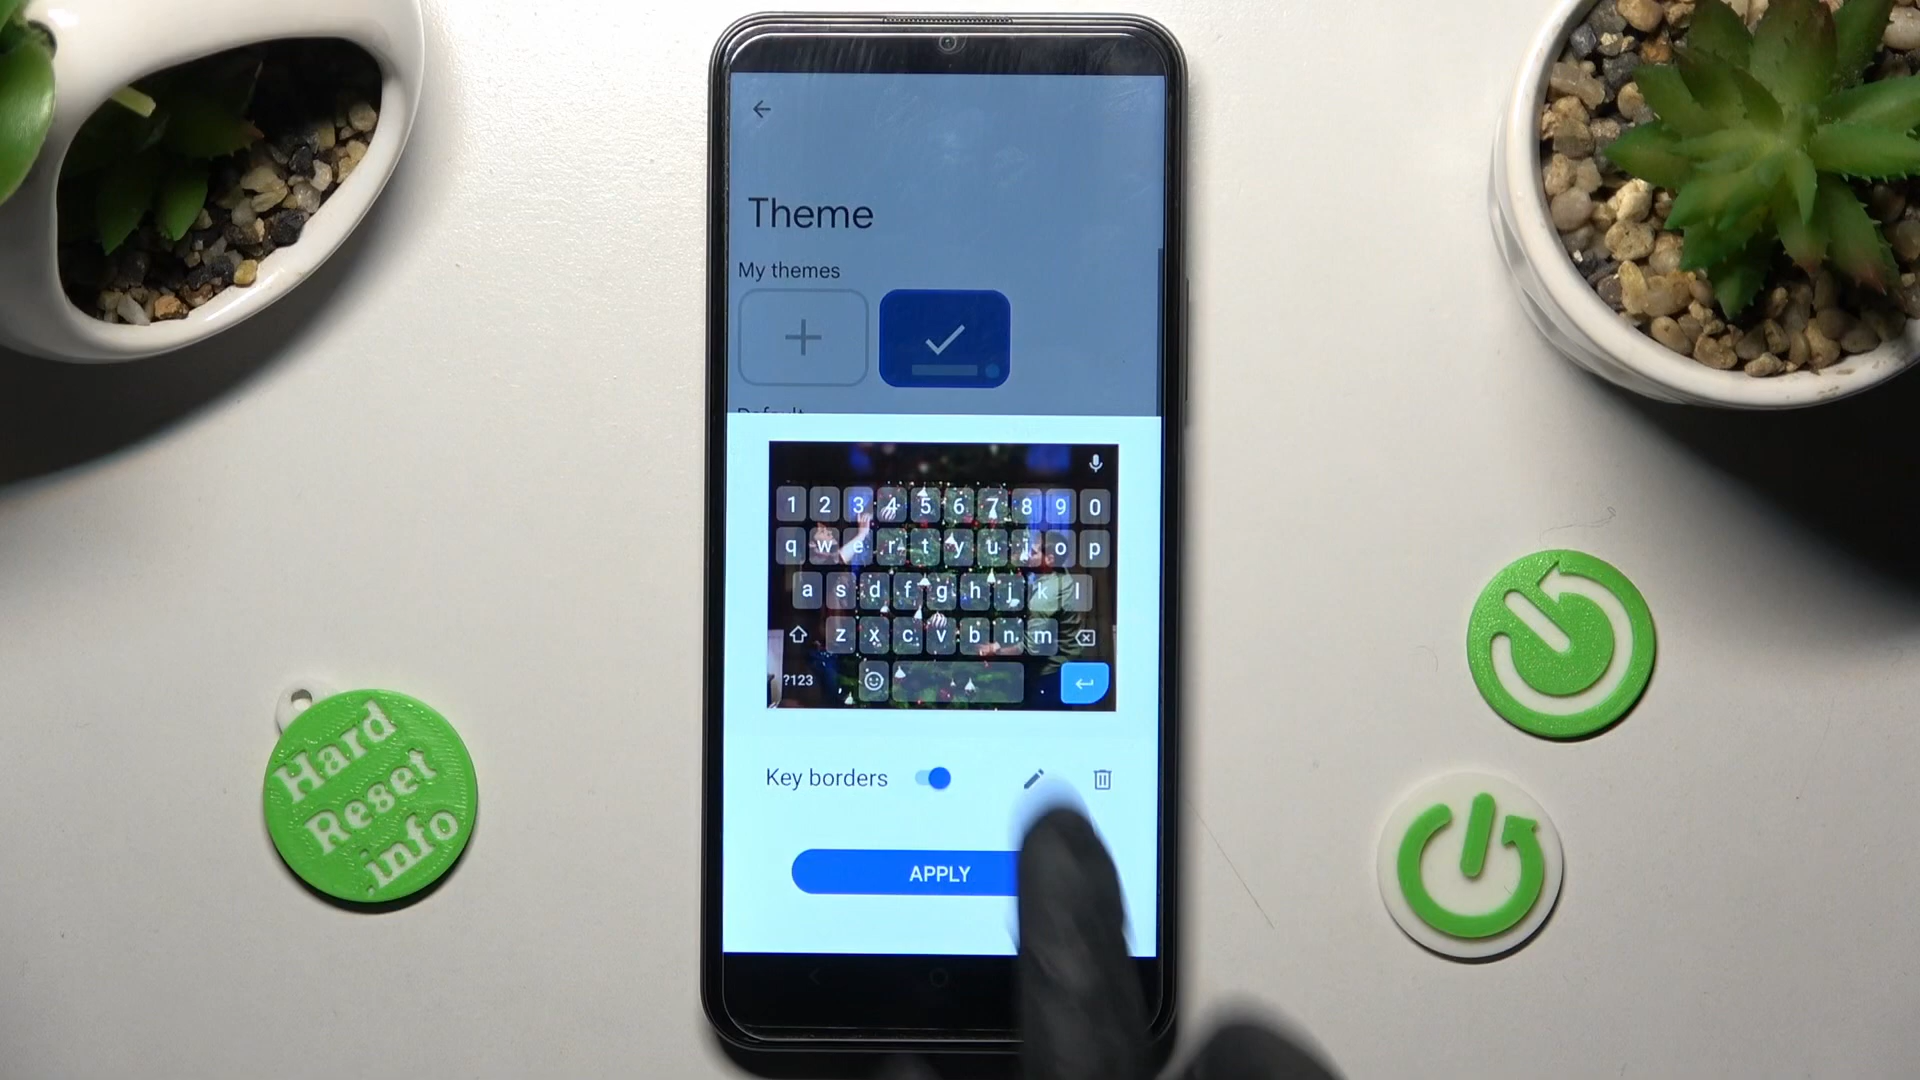 Theme
My themes
Default
1 2 3 4 5 6 7 8 9 0
q w e r t y u i o p
a s d f g h j k l
z x c v b n m
?123 , .
Key borders
APPLY
Hard
Reset
.info